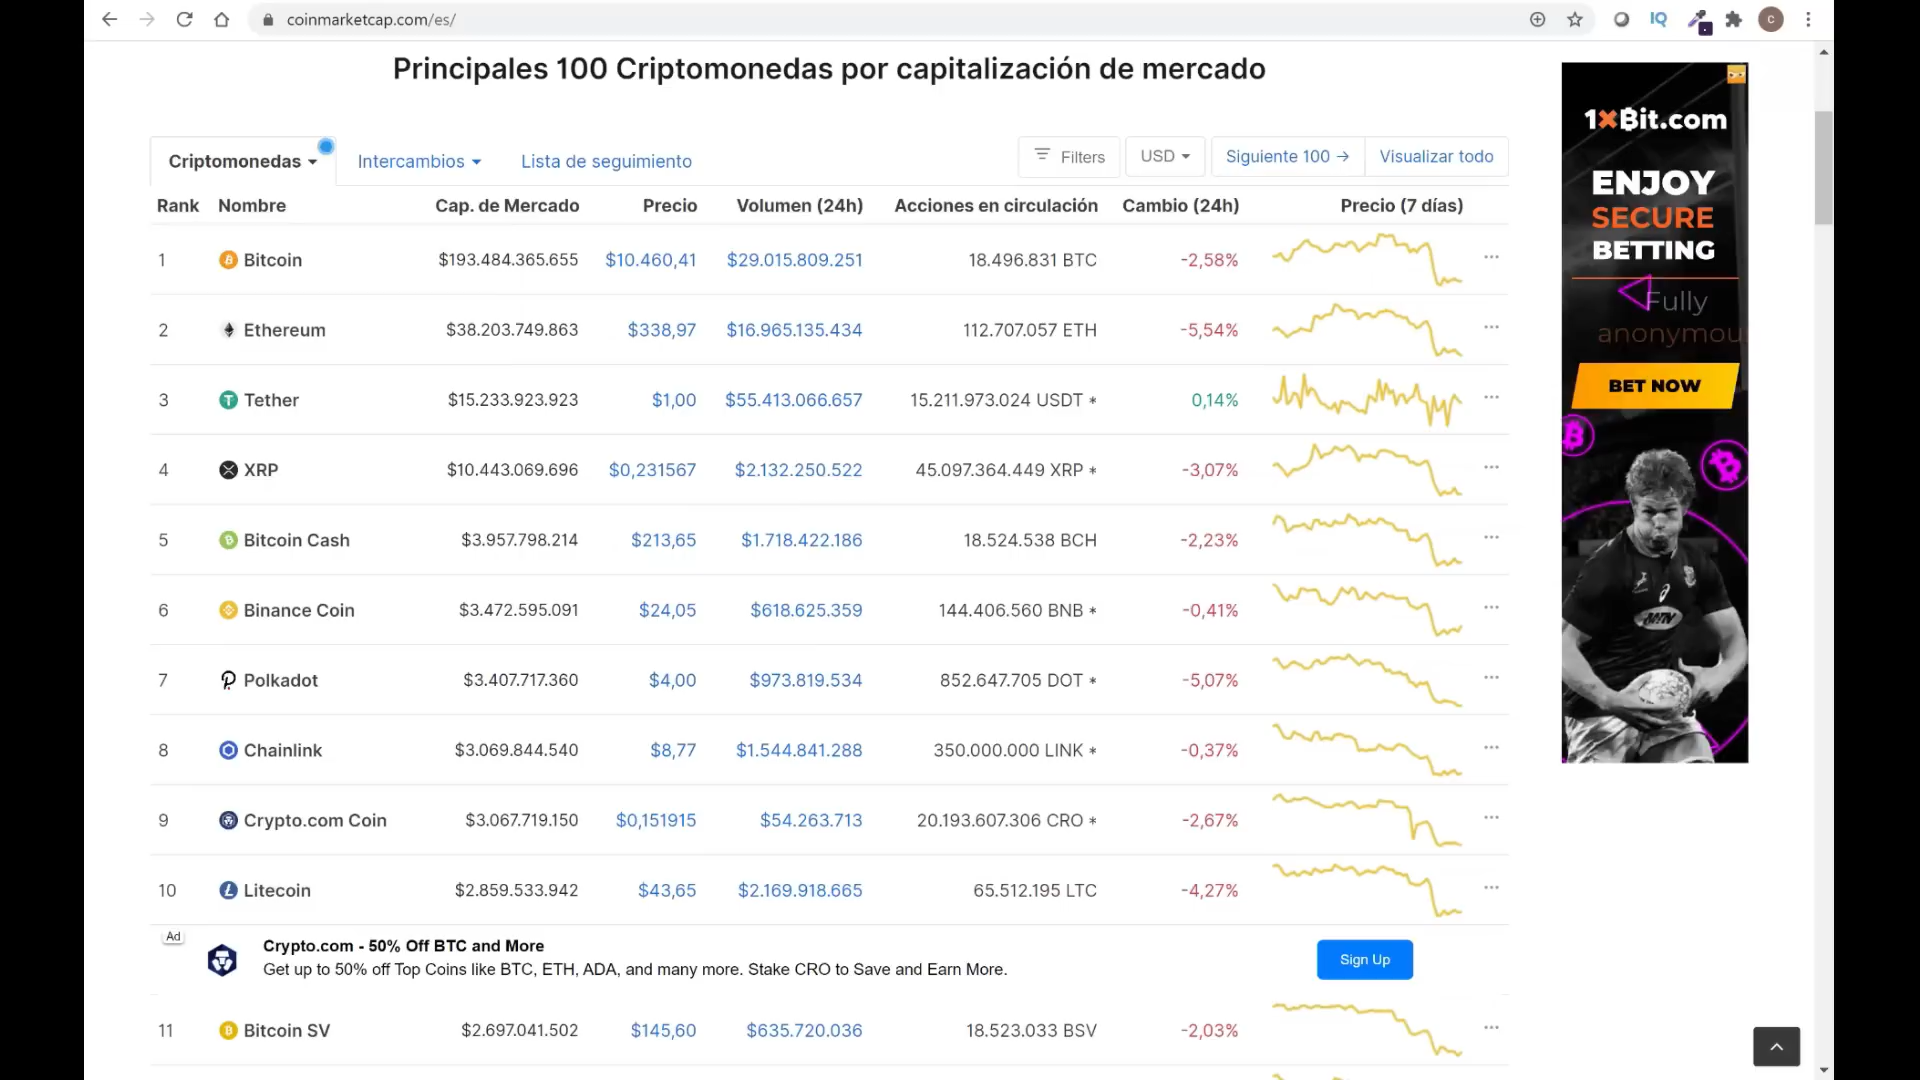 coinmarketcap.com/es/
IQ
C
Principales 100 Criptomonedas por capitalización de mercado
Criptomonedas
Intercambios
Lista de seguimiento
Filters
USD
Siguiente 100 →
Visualizar todo
Rank Nombre Cap. de Mercado Precio Volumen (24h) Acciones en circulación Cambio (24h) Precio (7 días)
1 Bitcoin $193.484.365.655 $10.460,41 $29.015.809.251 18.496.831 BTC -2,58%
2 Ethereum $38.203.749.863 $338,97 $16.965.135.434 112.707.057 ETH -5,54%
3 Tether $15.233.923.923 $1,00 $55.413.066.657 15.211.973.024 USDT * 0,14%
4 XRP $10.443.069.696 $0,231567 $2.132.250.522 45.097.364.449 XRP * -3,07%
5 Bitcoin Cash $3.957.798.214 $213,65 $1.718.422.186 18.524.538 BCH -2,23%
6 Binance Coin $3.472.595.091 $24,05 $618.625.359 144.406.560 BNB * -0,41%
7 Polkadot $3.407.717.360 $4,00 $973.819.534 852.647.705 DOT * -5,07%
8 Chainlink $3.069.844.540 $8,77 $1.544.841.288 350.000.000 LINK * -0,37%
9 Crypto.com Coin $3.067.719.150 $0,151915 $54.263.713 20.193.607.306 CRO * -2,67%
10 Litecoin $2.859.533.942 $43,65 $2.169.918.665 65.512.195 LTC -4,27%
Ad
Crypto.com - 50% Off BTC and More
Get up to 50% off Top Coins like BTC, ETH, ADA, and many more. Stake CRO to Save and Earn More.
Sign Up
11 Bitcoin SV $2.697.041.502 $145,60 $635.720.036 18.523.033 BSV -2,03%
1xBit.com
ENJOY
SECURE
BETTING
Fully
anonymou
BET NOW
MTN